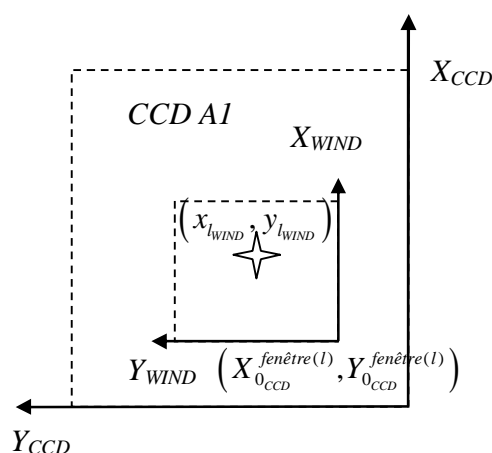 X_CCD
CCD A1
X_WIND
(x_{l_WIND}, y_{l_WIND})
Y_WIND (X_{0_CCD}^{fenêtre(l)}, Y_{0_CCD}^{fenêtre(l)})
Y_CCD